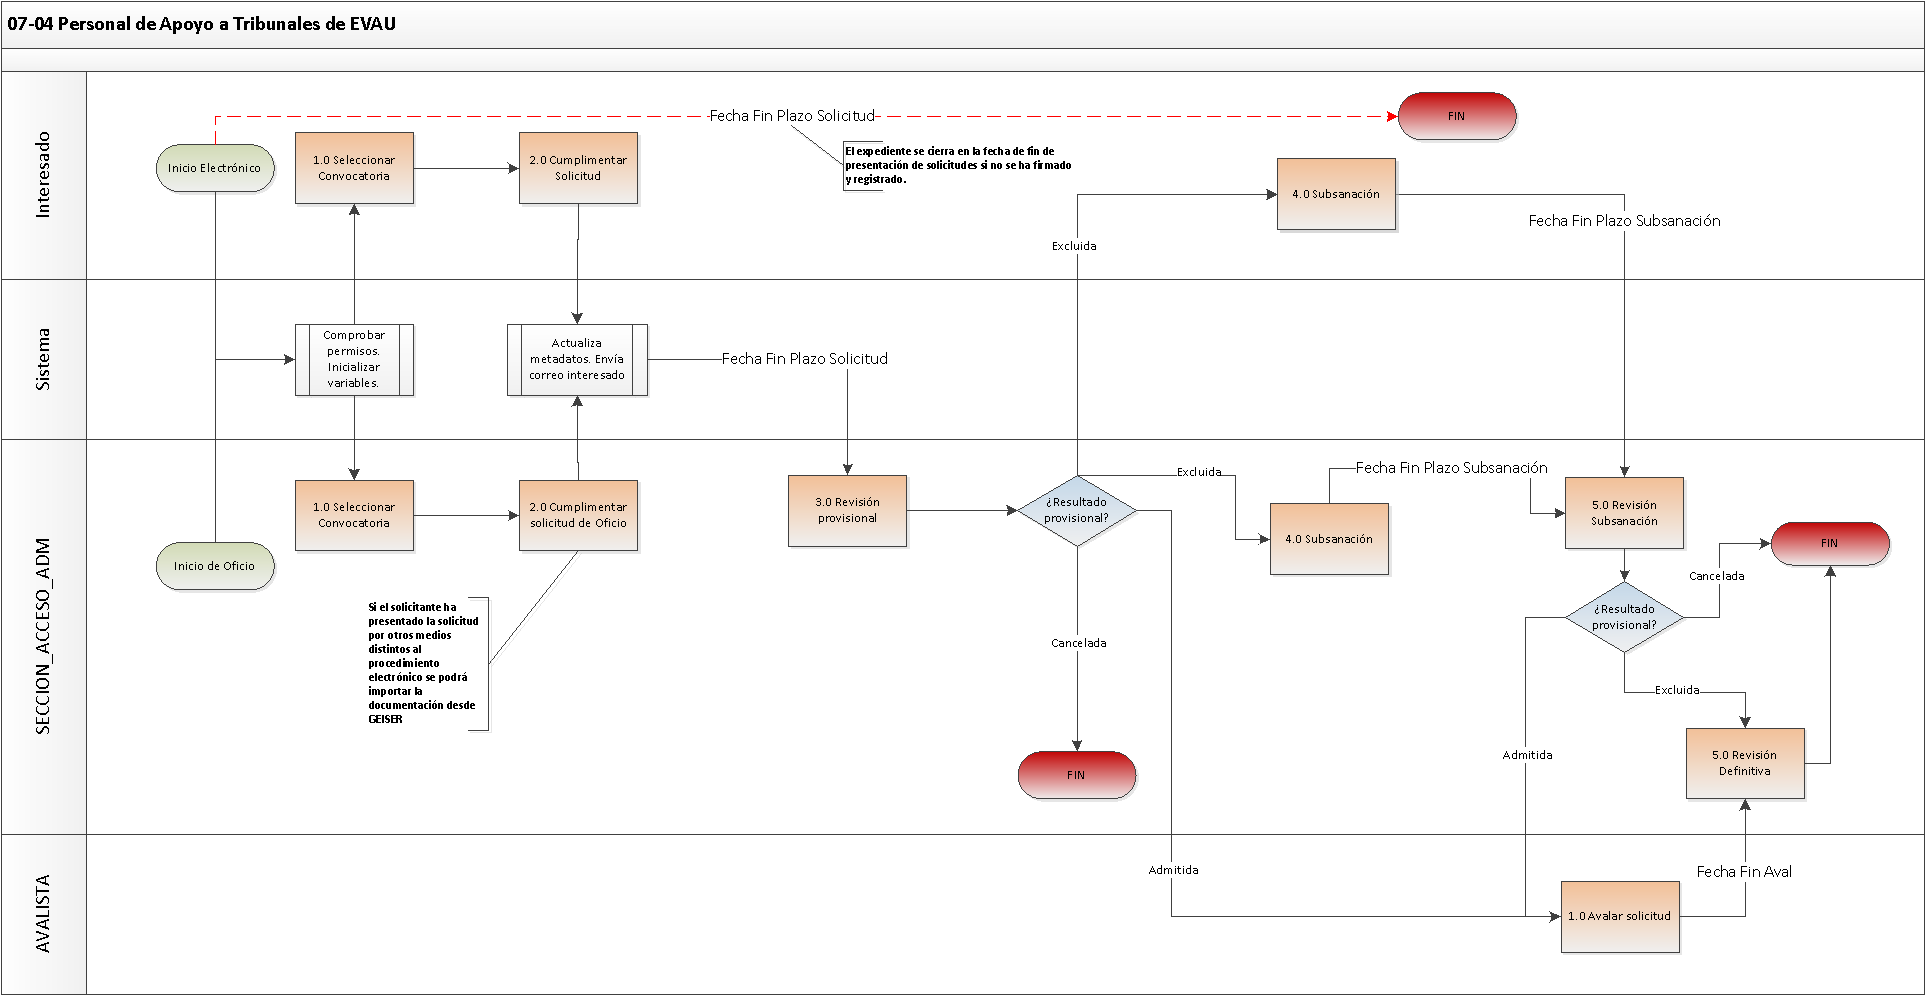 07-04 Personal de Apoyo a Tribunales de EVAU
Interesado
Inicio Electrónico
1.0 Seleccionar
Convocatoria
2.0 Cumplimentar
Solicitud
Fecha Fin Plazo Solicitud
El expediente se cierra en la fecha de fin de
presentación de solicitudes si no se ha firmado
y registrado.
FIN
4.0 Subsanación
Fecha Fin Plazo Subsanación
Excluida
Sistema
Comprobar
permisos.
Inicializar
variables.
Actualiza
metadatos. Envía
correo interesado
Fecha Fin Plazo Solicitud
SECCION_ACCESO_ADM
Inicio de Oficio
1.0 Seleccionar
Convocatoria
2.0 Cumplimentar
solicitud de Oficio
Si el solicitante ha
presentado la solicitud
por otros medios
distintos al
procedimiento
electrónico se podrá
importar la
documentación desde
GEISER
3.0 Revisión
provisional
¿Resultado
provisional?
Excluida
4.0 Subsanación
Fecha Fin Plazo Subsanación
5.0 Revisión
Subsanación
FIN
Cancelada
¿Resultado
provisional?
Cancelada
Excluida
FIN
Admitida
5.0 Revisión
Definitiva
AVALISTA
Admitida
1.0 Avalar solicitud
Fecha Fin Aval